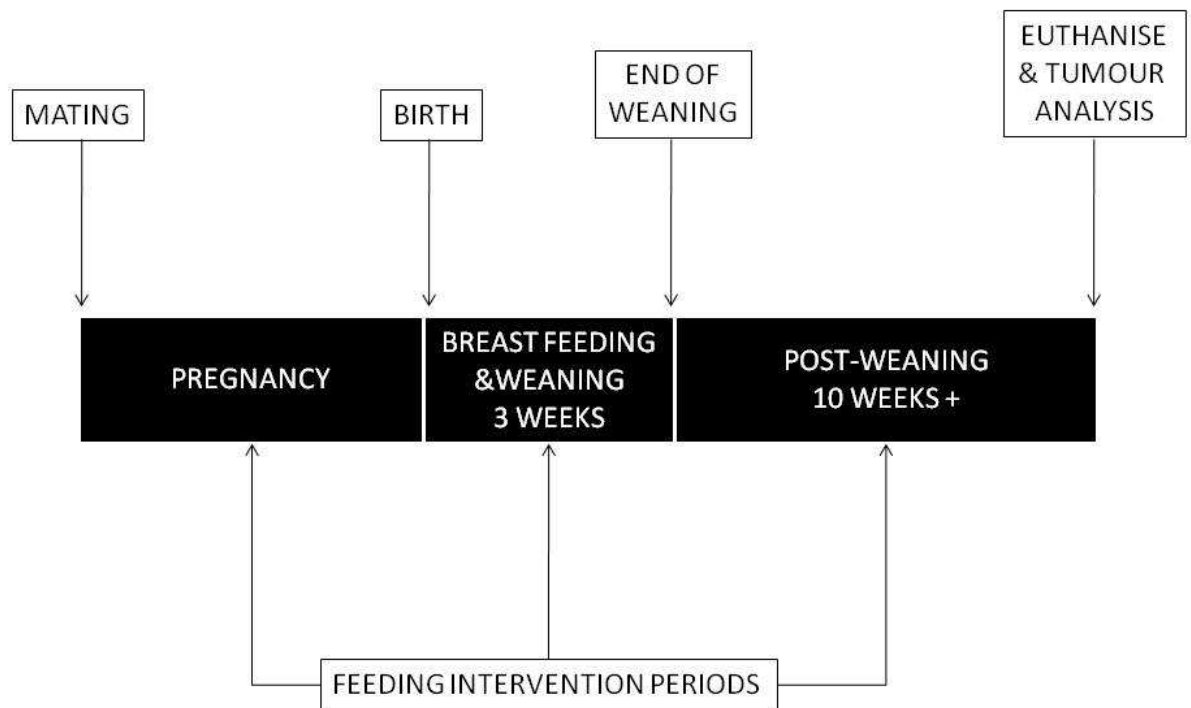 MATING
BIRTH
END OF
WEANING
EUTHANISE
& TUMOUR
ANALYSIS
PREGNANCY
BREAST FEEDING
&WEANING
3 WEEKS
POST-WEANING
10 WEEKS +
FEEDING INTERVENTION PERIODS